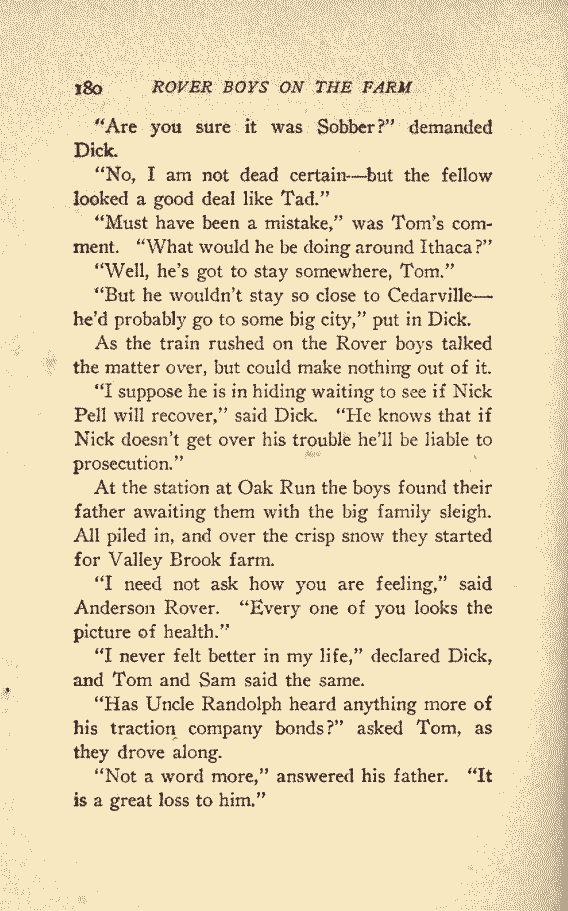 180 ROVER BOYS ON THE FARM
“Are you sure it was Sobber?” demanded
Dick.
“No, I am not dead certain—but the fellow
looked a good deal like Tad.”
“Must have been a mistake,” was Tom’s com-
ment. “What would he be doing around Ithaca?”
“Well, he’s got to stay somewhere, Tom.”
“But he wouldn’t stay so close to Cedarville—
he’d probably go to some big city,” put in Dick.
As the train rushed on the Rover boys talked
the matter over, but could make nothing out of it.
“I suppose he is in hiding waiting to see if Nick
Pell will recover,” said Dick. “He knows that if
Nick doesn’t get over his trouble he’ll be liable to
prosecution.”
At the station at Oak Run the boys found their
father awaiting them with the big family sleigh.
All piled in, and over the crisp snow they started
for Valley Brook farm.
“I need not ask how you are feeling,” said
Anderson Rover. “Every one of you looks the
picture of health.”
“I never felt better in my life,” declared Dick,
and Tom and Sam said the same.
“Has Uncle Randolph heard anything more of
his traction company bonds?” asked Tom, as
they drove along.
“Not a word more,” answered his father. “It
is a great loss to him.”